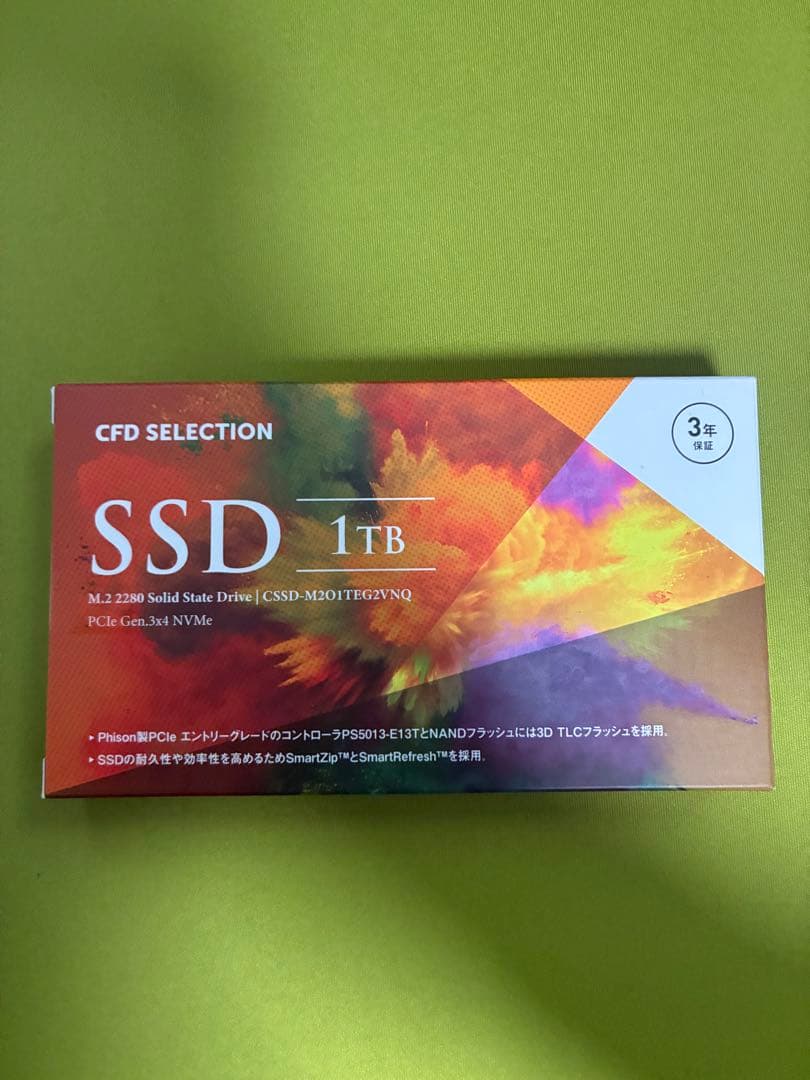 CFD SELECTION
3年
保証
SSD
1TB
M.2 2280 Solid State Drive | CSSD-M2O1TEG2VNQ
PCIe Gen.3x4 NVMe
▸ Phison製PCIe エントリーグレードのコントローラPS5013-E13TとNANDフラッシュには3D TLCフラッシュを採用。
▸ SSDの耐久性や効率性を高めるためSmartZip™とSmartRefresh™を採用。